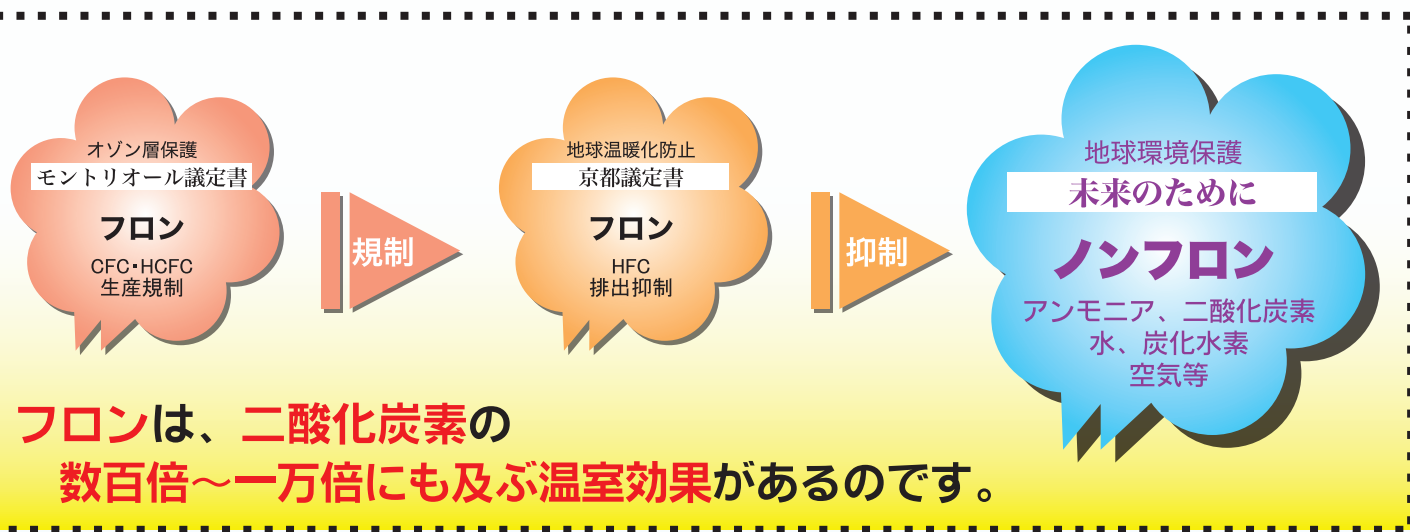 オゾン層保護
モントリオール議定書
フロン
CFC・HCFC
生産規制
規制
地球温暖化防止
京都議定書
フロン
HFC
排出抑制
抑制
地球環境保護
未来のために
ノンフロン
アンモニア、二酸化炭素
水、炭化水素
空気等
フロンは、二酸化炭素の
数百倍～一万倍にも及ぶ温室効果があるのです。